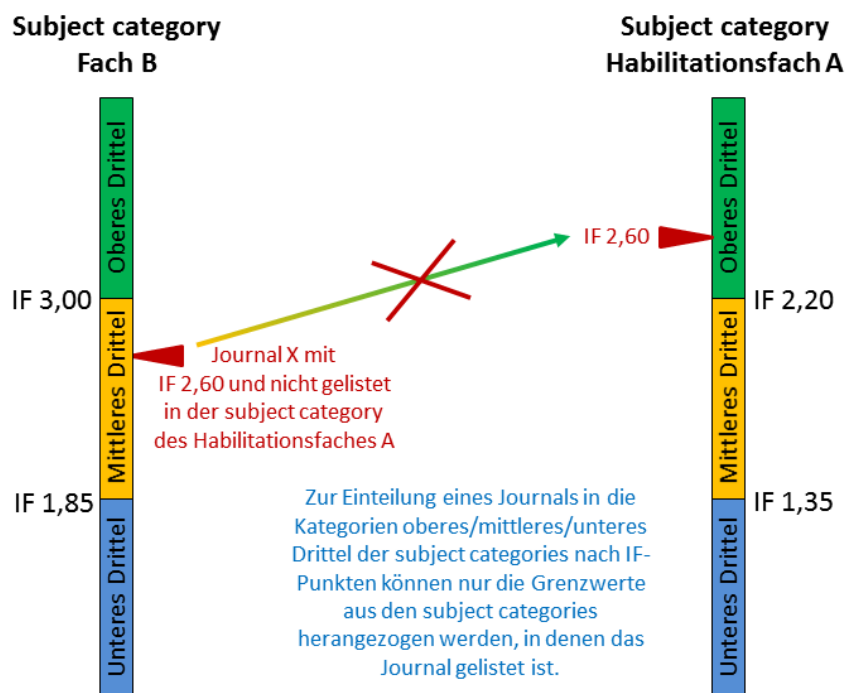 Subject category
Fach B
Subject category
Habilitationsfach A
Oberes Drittel
Mittleres Drittel
Unteres Drittel
IF 3,00
IF 1,85
Journal X mit
IF 2,60 und nicht gelistet
in der subject category
des Habilitationsfaches A
IF 2,60
Oberes Drittel
Mittleres Drittel
Unteres Drittel
IF 2,20
IF 1,35
Zur Einteilung eines Journals in die
Kategorien oberes/mittleres/unteres
Drittel der subject categories nach IF-
Punkten können nur die Grenzwerte
aus den subject categories
herangezogen werden, in denen das
Journal gelistet ist.